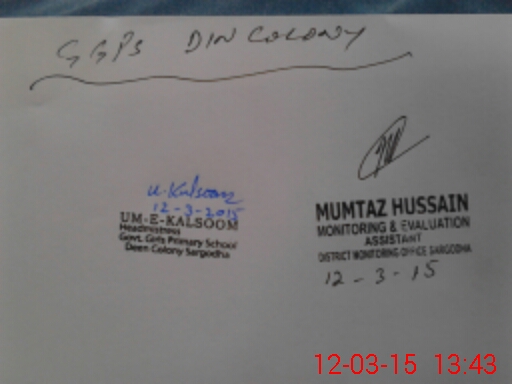 GGPS DIN COLONY
U.Kalsoom
12-3-2015
UM-E-KALSOOM
Headmistress
Govt. Girls Primary School
Deen Colony Sargodha
MUMTAZ HUSSAIN
MONITORING & EVALUATION
ASSISTANT
DISTRICT MONITORING OFFICE SARGODHA
12-3-15
12-03-15 13:43